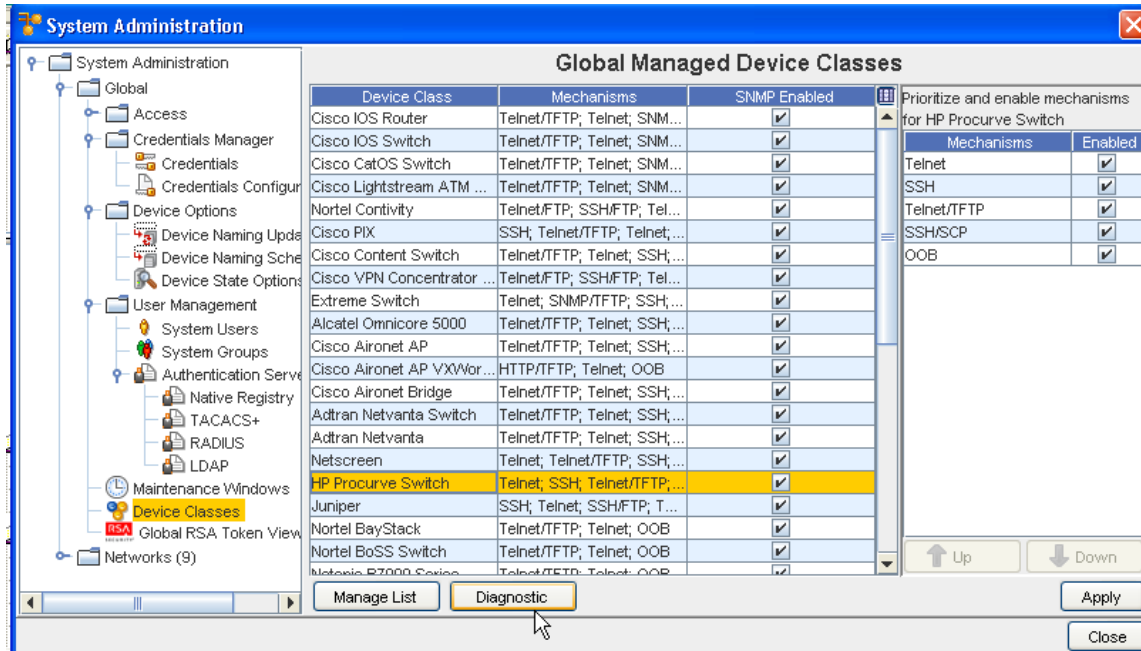 System Administration
System Administration
Global
Access
Credentials Manager
Credentials
Credentials Configur
Device Options
Device Naming Upda
Device Naming Sche
Device State Options
User Management
System Users
System Groups
Authentication Serve
Native Registry
TACACS+
RADIUS
LDAP
Maintenance Windows
Device Classes
RSA
Global RSA Token View
Networks (9)
Global Managed Device Classes
Device Class Mechanisms SNMP Enabled
Cisco IOS Router Telnet/TFTP; Telnet; SNM...
Cisco IOS Switch Telnet/TFTP; Telnet; SNM...
Cisco CatOS Switch Telnet/TFTP; Telnet; SNM...
Cisco Lightstream ATM ... Telnet/TFTP; Telnet; SNM...
Nortel Contivity Telnet/FTP; SSH/FTP; Tel...
Cisco PIX SSH; Telnet/TFTP; Telnet;...
Cisco Content Switch Telnet/TFTP; Telnet; SSH;...
Cisco VPN Concentrator ... Telnet/FTP; SSH/FTP; Tel...
Extreme Switch Telnet; SNMP/TFTP; SSH;...
Alcatel Omnicore 5000 Telnet/TFTP; Telnet; SSH;...
Cisco Aironet AP Telnet/TFTP; Telnet; SSH;...
Cisco Aironet AP VXWor... HTTP/TFTP; Telnet; OOB
Cisco Aironet Bridge Telnet/TFTP; Telnet; SSH;...
Adtran Netvanta Switch Telnet/TFTP; Telnet; SSH;...
Adtran Netvanta Telnet/TFTP; Telnet; SSH;...
Netscreen Telnet; Telnet/TFTP; SSH;...
HP Procurve Switch Telnet; SSH; Telnet/TFTP;...
Juniper SSH; Telnet; SSH/FTP; T...
Nortel BayStack Telnet/TFTP; Telnet; OOB
Nortel BoSS Switch Telnet/TFTP; Telnet; OOB
Telnet/TFTP; Telnet; OOB
Prioritize and enable mechanisms
for HP Procurve Switch
Mechanisms Enabled
Telnet
SSH
Telnet/TFTP
SSH/SCP
OOB
Up Down
Manage List Diagnostic Apply
Close